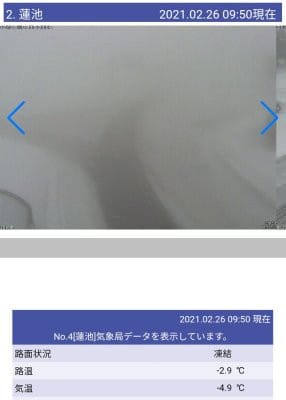 2. 蓮池 2021.02.26 09:50現在
2021.02.26 09:50 現在
No.4[蓮池]気象局データを表示しています。
路面状況 凍結
路温 -2.9 ℃
気温 -4.9 ℃